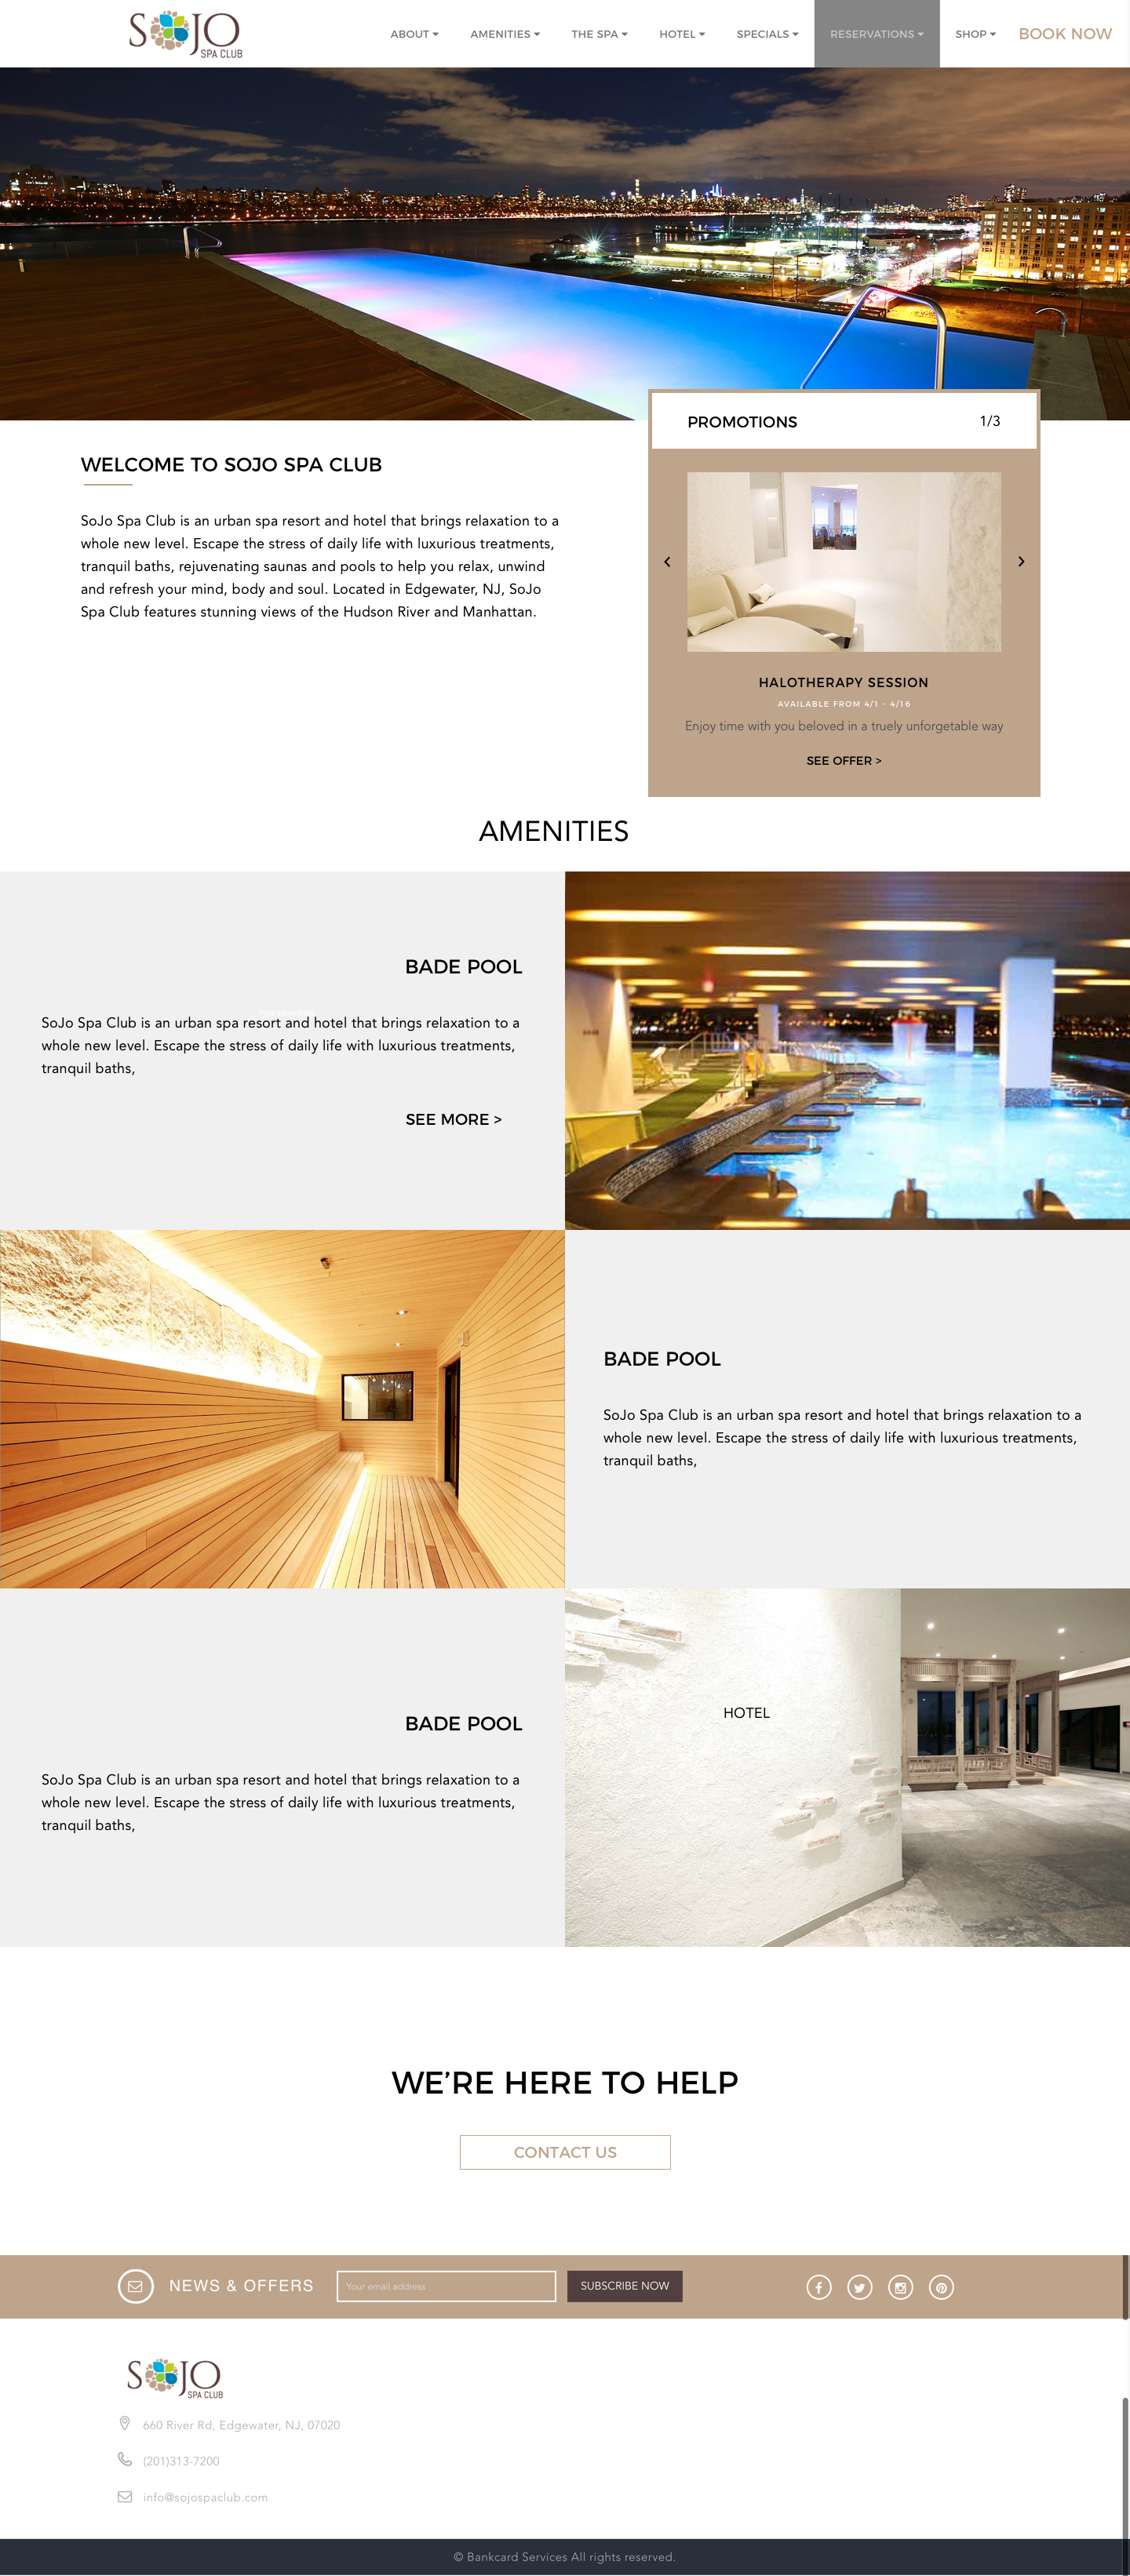 SOJO
SPA CLUB
ABOUT
AMENITIES
THE SPA
HOTEL
SPECIALS
RESERVATIONS
SHOP
BOOK NOW
PROMOTIONS
1/3
WELCOME TO SOJO SPA CLUB
SoJo Spa Club is an urban spa resort and hotel that brings relaxation to a
whole new level. Escape the stress of daily life with luxurious treatments,
tranquil baths, rejuvenating saunas and pools to help you relax, unwind
and refresh your mind, body and soul. Located in Edgewater, NJ, SoJo
Spa Club features stunning views of the Hudson River and Manhattan.
HALOTHERAPY SESSION
AVAILABLE FROM 4/1 - 4/16
Enjoy time with you beloved in a truely unforgetable way
SEE OFFER >
AMENITIES
BADE POOL
SoJo Spa Club is an urban spa resort and hotel that brings relaxation to a
whole new level. Escape the stress of daily life with luxurious treatments,
tranquil baths,
SEE MORE >
BADE POOL
SoJo Spa Club is an urban spa resort and hotel that brings relaxation to a
whole new level. Escape the stress of daily life with luxurious treatments,
tranquil baths,
BADE POOL
SoJo Spa Club is an urban spa resort and hotel that brings relaxation to a
whole new level. Escape the stress of daily life with luxurious treatments,
tranquil baths,
HOTEL
WE’RE HERE TO HELP
CONTACT US
NEWS & OFFERS
Your email address
SUBSCRIBE NOW
SOJO
SPA CLUB
660 River Rd, Edgewater, NJ, 07020
(201)313-7200
info@sojospaclub.com
© Bankcard Services All rights reserved.